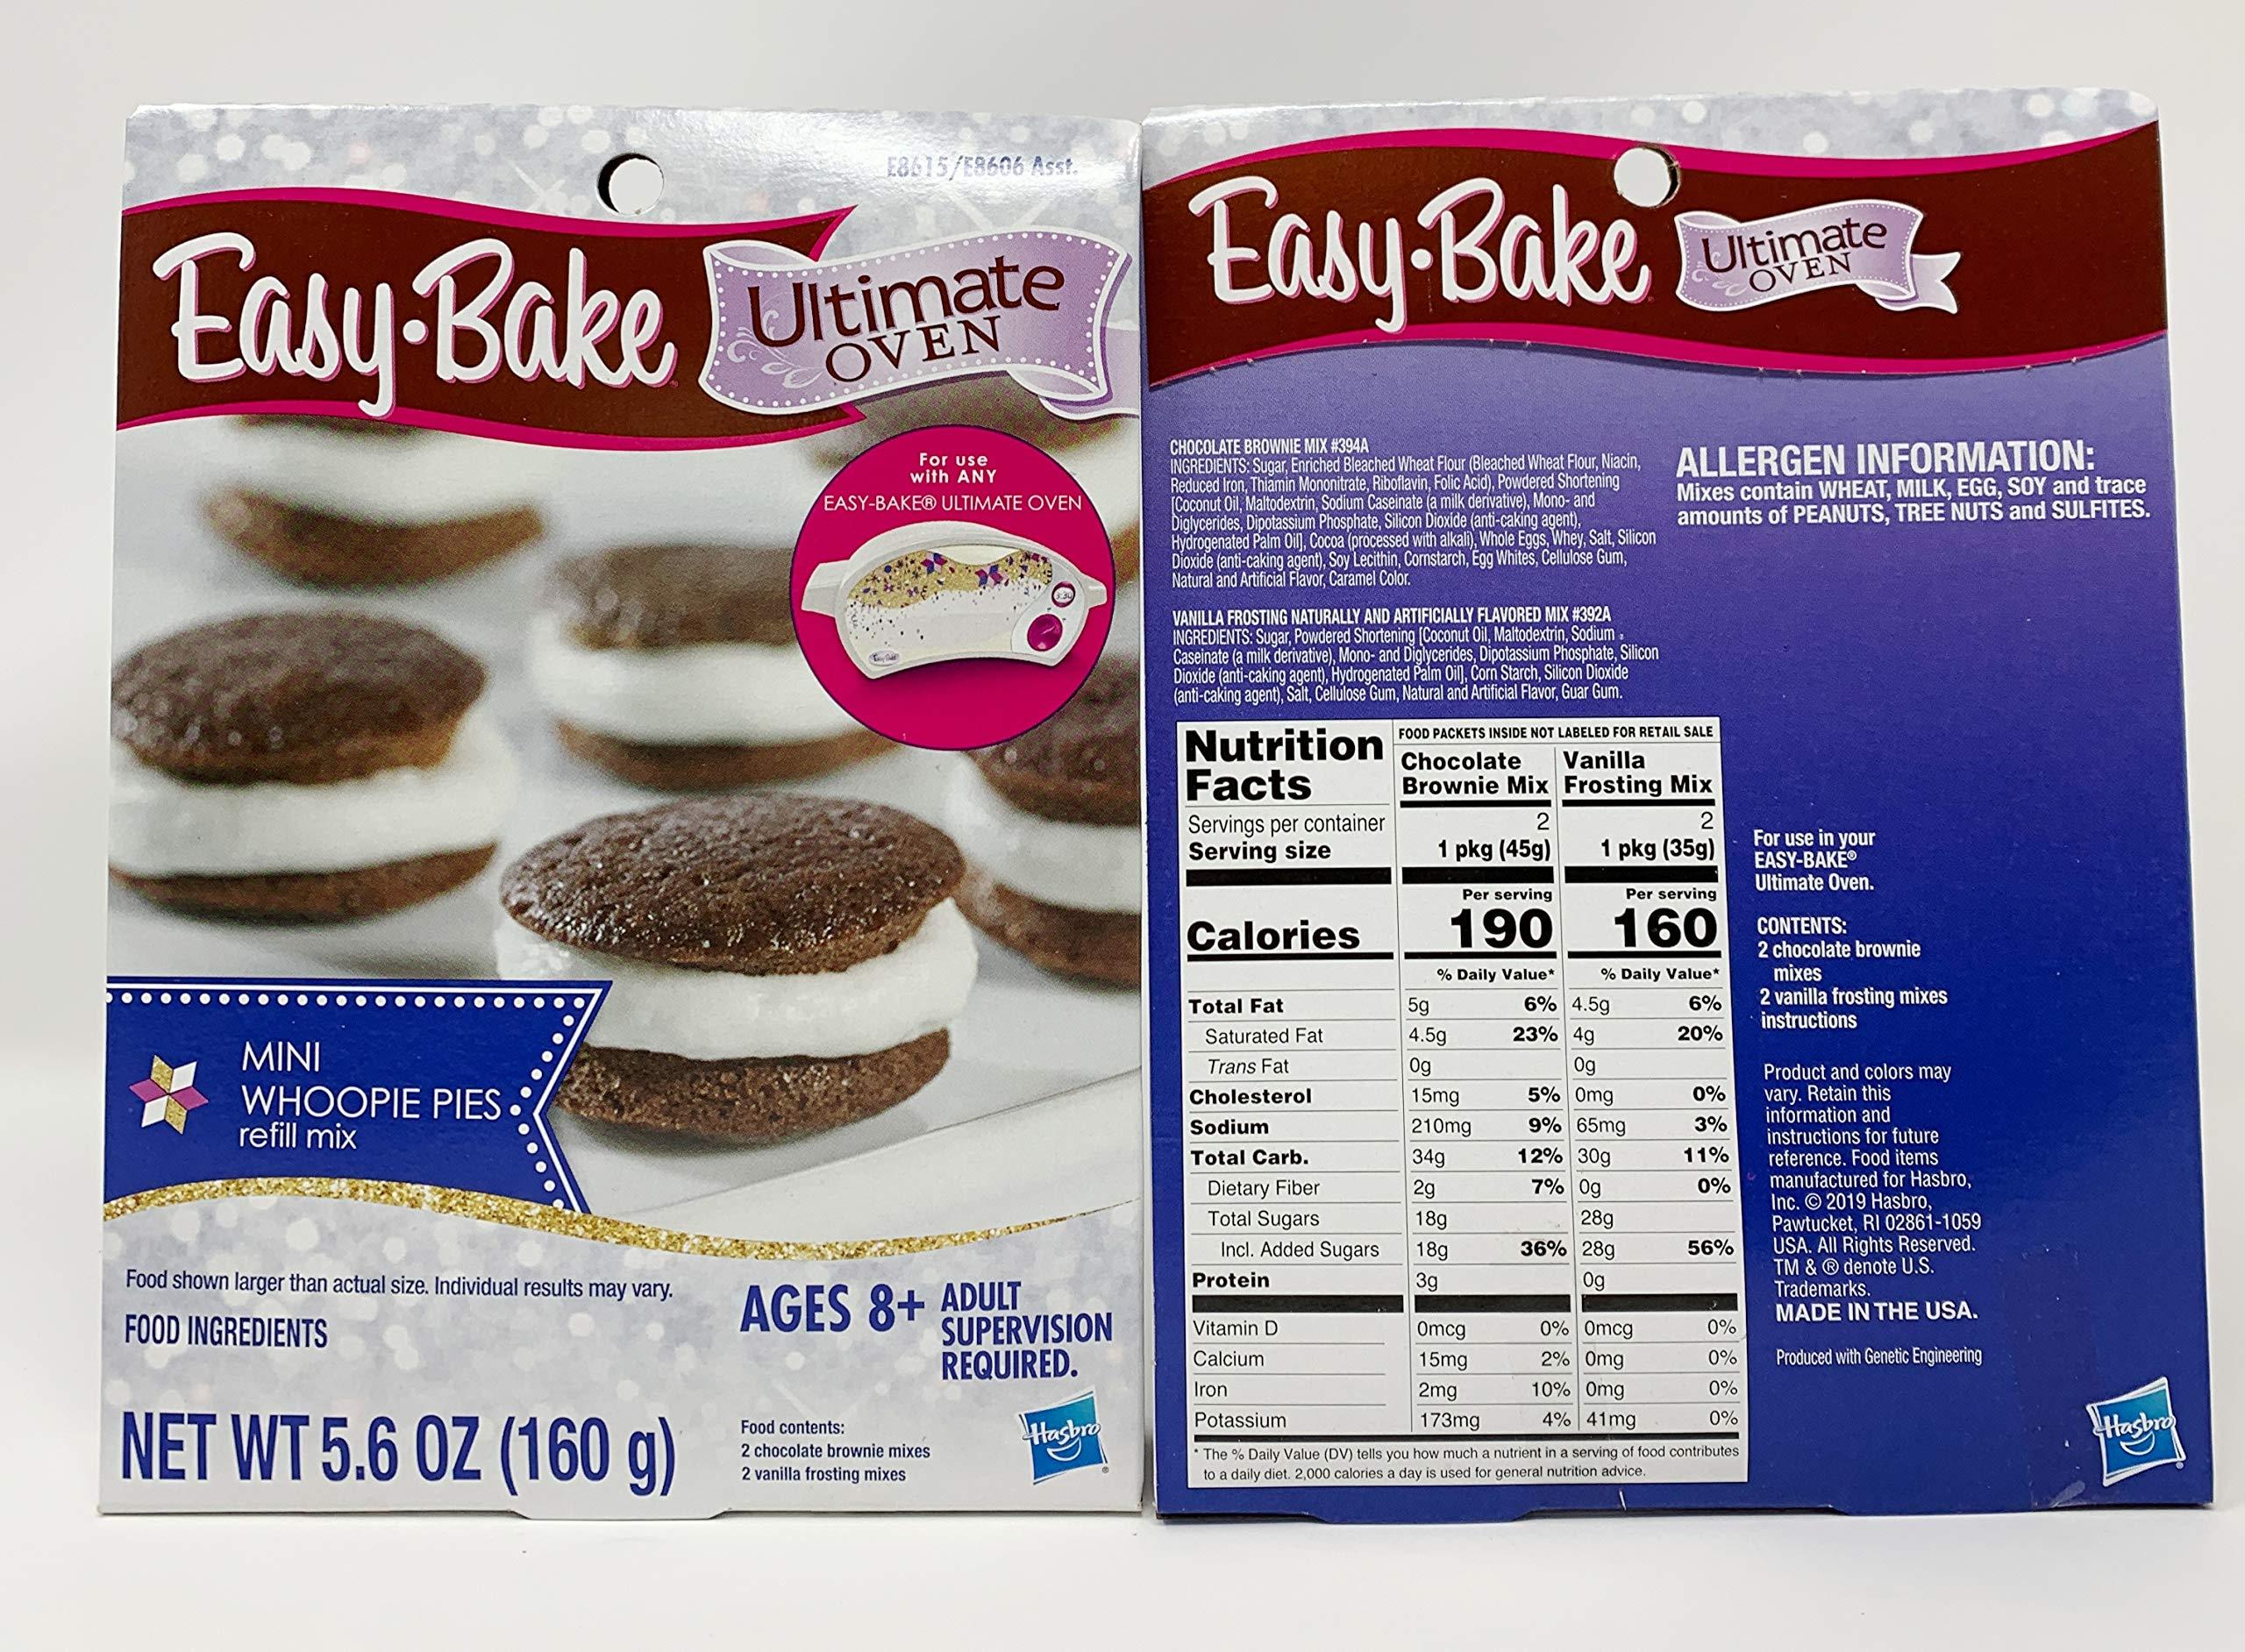 E8615/E8606 Asst.
Easy-Bake
Ultimate
OVEN
For use
with ANY
EASY-BAKE® ULTIMATE OVEN
MINI
WHOOPIE PIES
refill mix
Food shown larger than actual size. Individual results may vary.
FOOD INGREDIENTS
AGES 8+ ADULT
SUPERVISION
REQUIRED.
NET WT 5.6 OZ (160 g)
Food contents:
2 chocolate brownie mixes
2 vanilla frosting mixes
Hasbro
Easy-Bake
Ultimate
OVEN
CHOCOLATE BROWNIE MIX #394A
INGREDIENTS: Sugar, Enriched Bleached Wheat Flour (Bleached Wheat Flour, Niacin,
Reduced Iron, Thiamin Mononitrate, Riboflavin, Folic Acid), Powdered Shortening
[Coconut Oil, Maltodextrin, Sodium Caseinate (a milk derivative), Mono- and
Diglycerides, Dipotassium Phosphate, Silicon Dioxide (anti-caking agent),
Hydrogenated Palm Oil], Cocoa (processed with alkali), Whole Eggs, Whey, Salt, Silicon
Dioxide (anti-caking agent), Soy Lecithin, Cornstarch, Egg Whites, Cellulose Gum,
Natural and Artificial Flavor, Caramel Color.
VANILLA FROSTING NATURALLY AND ARTIFICIALLY FLAVORED MIX #392A
INGREDIENTS: Sugar, Powdered Shortening [Coconut Oil, Maltodextrin, Sodium
Caseinate (a milk derivative), Mono- and Diglycerides, Dipotassium Phosphate, Silicon
Dioxide (anti-caking agent), Hydrogenated Palm Oil], Corn Starch, Silicon Dioxide
(anti-caking agent), Salt, Cellulose Gum, Natural and Artificial Flavor, Guar Gum.
ALLERGEN INFORMATION:
Mixes contain WHEAT, MILK, EGG, SOY and trace
amounts of PEANUTS, TREE NUTS and SULFITES.
Nutrition
Facts
FOOD PACKETS INSIDE NOT LABELED FOR RETAIL SALE
Chocolate
Brownie Mix
Vanilla
Frosting Mix
Servings per container 2 2
Serving size 1 pkg (45g) 1 pkg (35g)
Per serving Per serving
Calories 190 160
% Daily Value* % Daily Value*
Total Fat 5g 6% 4.5g 6%
Saturated Fat 4.5g 23% 4g 20%
Trans Fat 0g 0g
Cholesterol 15mg 5% 0mg 0%
Sodium 210mg 9% 65mg 3%
Total Carb. 34g 12% 30g 11%
Dietary Fiber 2g 7% 0g 0%
Total Sugars 18g 28g
Incl. Added Sugars 18g 36% 28g 56%
Protein 3g 0g
Vitamin D 0mcg 0% 0mcg 0%
Calcium 15mg 2% 0mg 0%
Iron 2mg 10% 0mg 0%
Potassium 173mg 4% 41mg 0%
* The % Daily Value (DV) tells you how much a nutrient in a serving of food contributes
to a daily diet. 2,000 calories a day is used for general nutrition advice.
For use in your
EASY-BAKE®
Ultimate Oven.
CONTENTS:
2 chocolate brownie
mixes
2 vanilla frosting mixes
instructions
Product and colors may
vary. Retain this
information and
instructions for future
reference. Food items
manufactured for Hasbro,
Inc. © 2019 Hasbro,
Pawtucket, RI 02861-1059
USA. All Rights Reserved.
TM & ® denote U.S.
Trademarks.
MADE IN THE USA.
Produced with Genetic Engineering
Hasbro